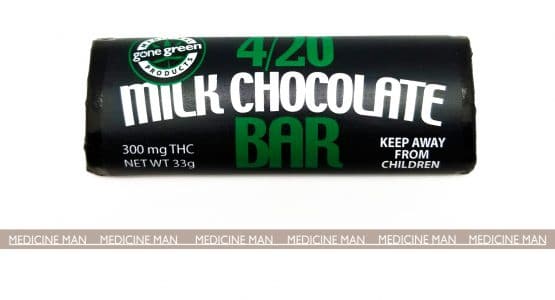 gone green
PRODUCTS
4/20
MILK CHOCOLATE
BAR
300 mg THC
NET WT 33g
KEEP AWAY
FROM
CHILDREN
MEDICINE MAN MEDICINE MAN MEDICINE MAN MEDICINE MAN MEDICINE MAN MEDICINE MAN